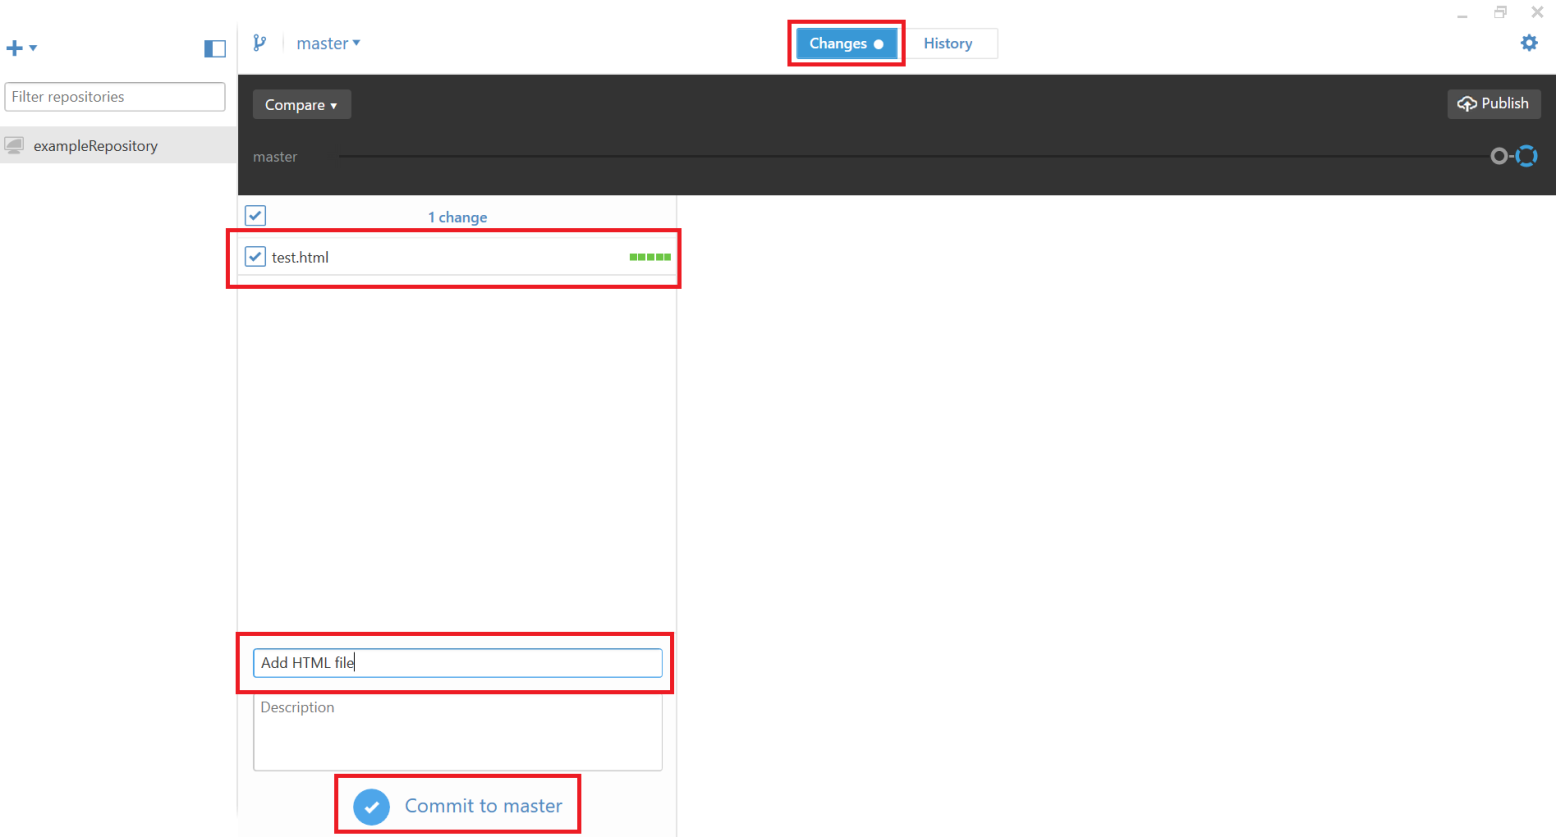 master
Changes
History
Filter repositories
Compare
Publish
exampleRepository
master
1 change
test.html
Add HTML file
Description
Commit to master